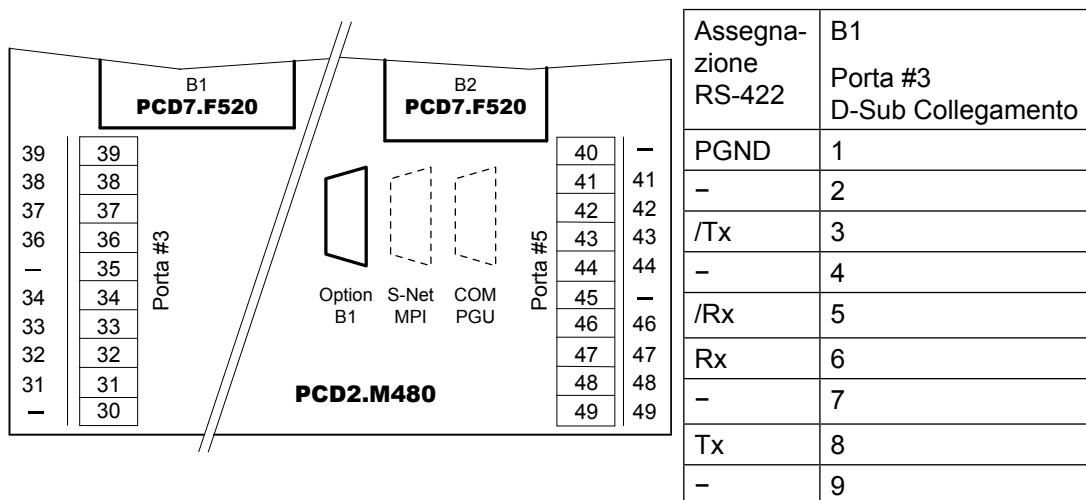 B1
PCD7.F520
B2
PCD7.F520
39 39
38 38
37 37
36 36
– 35
34 34
33 33
32 32
31 31
– 30
Porta #3
Option
B1
S-Net
MPI
COM
PGU
PCD2.M480
Porta #5
40 –
41 41
42 42
43 43
44 44
45 –
46 46
47 47
48 48
49 49
Assegna-
zione
RS-422
B1
Porta #3
D-Sub Collegamento
PGND 1
– 2
/Tx 3
– 4
/Rx 5
Rx 6
– 7
Tx 8
– 9